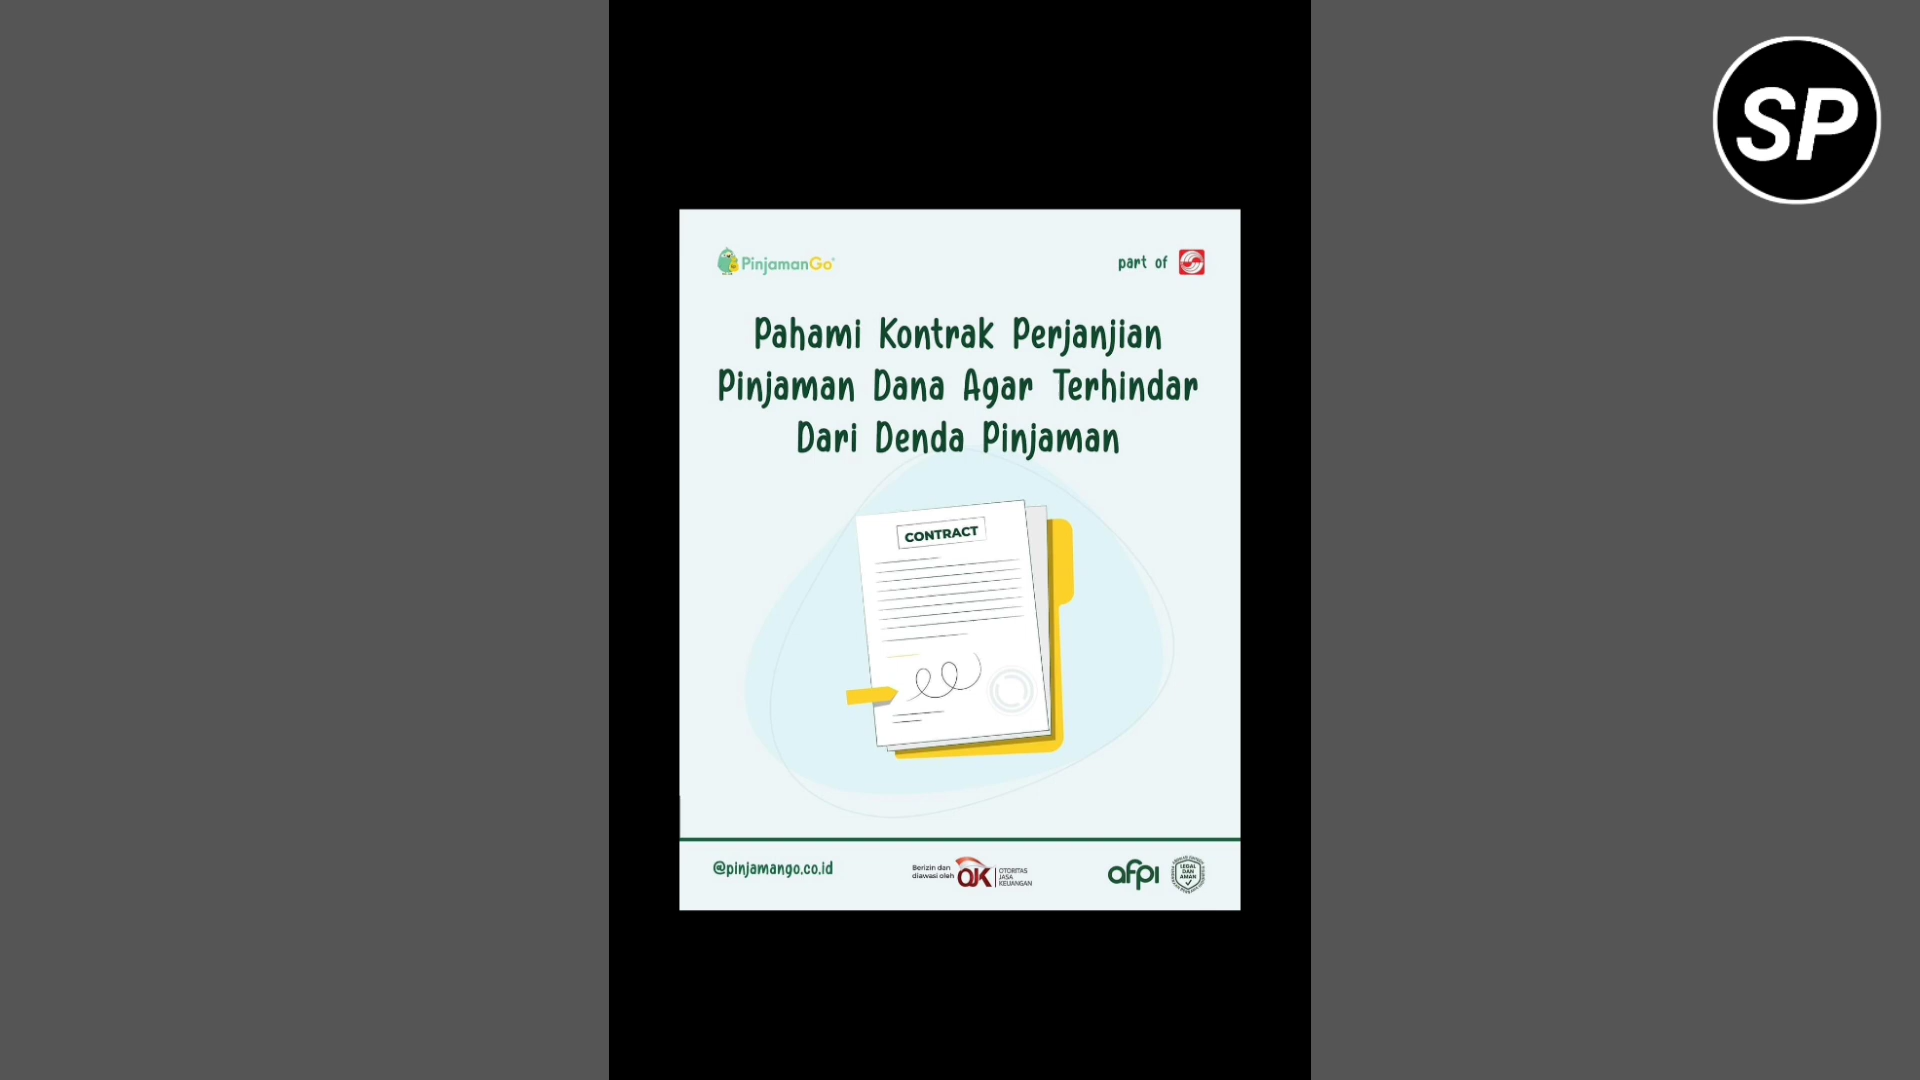 SP
PinjamanGo
part of
Pahami Kontrak Perjanjian
Pinjaman Dana Agar Terhindar
Dari Denda Pinjaman
CONTRACT
@pinjamango.co.id
Berizin dan
diawasi oleh
OJK
OTORITAS
JASA
KEUANGAN
afpi
LEGAL
DAN
AMAN